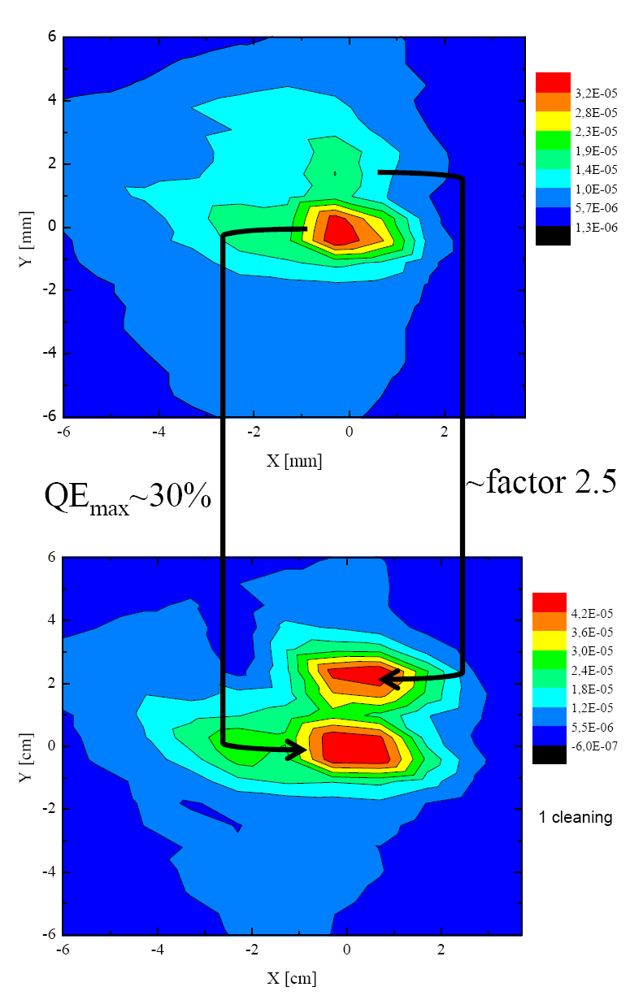 6
4
2
0
-2
-4
-6
Y [mm]
-6
-4
-2
0
2
X [mm]
3,2E-05
2,8E-05
2,3E-05
1,9E-05
1,4E-05
1,0E-05
5,7E-06
1,3E-06
QEmax~30%
~factor 2.5
6
4
2
0
-2
-4
-6
Y [cm]
-6
-4
-2
0
2
X [cm]
4,2E-05
3,6E-05
3,0E-05
2,4E-05
1,8E-05
1,2E-05
5,5E-06
-6,0E-07
1 cleaning